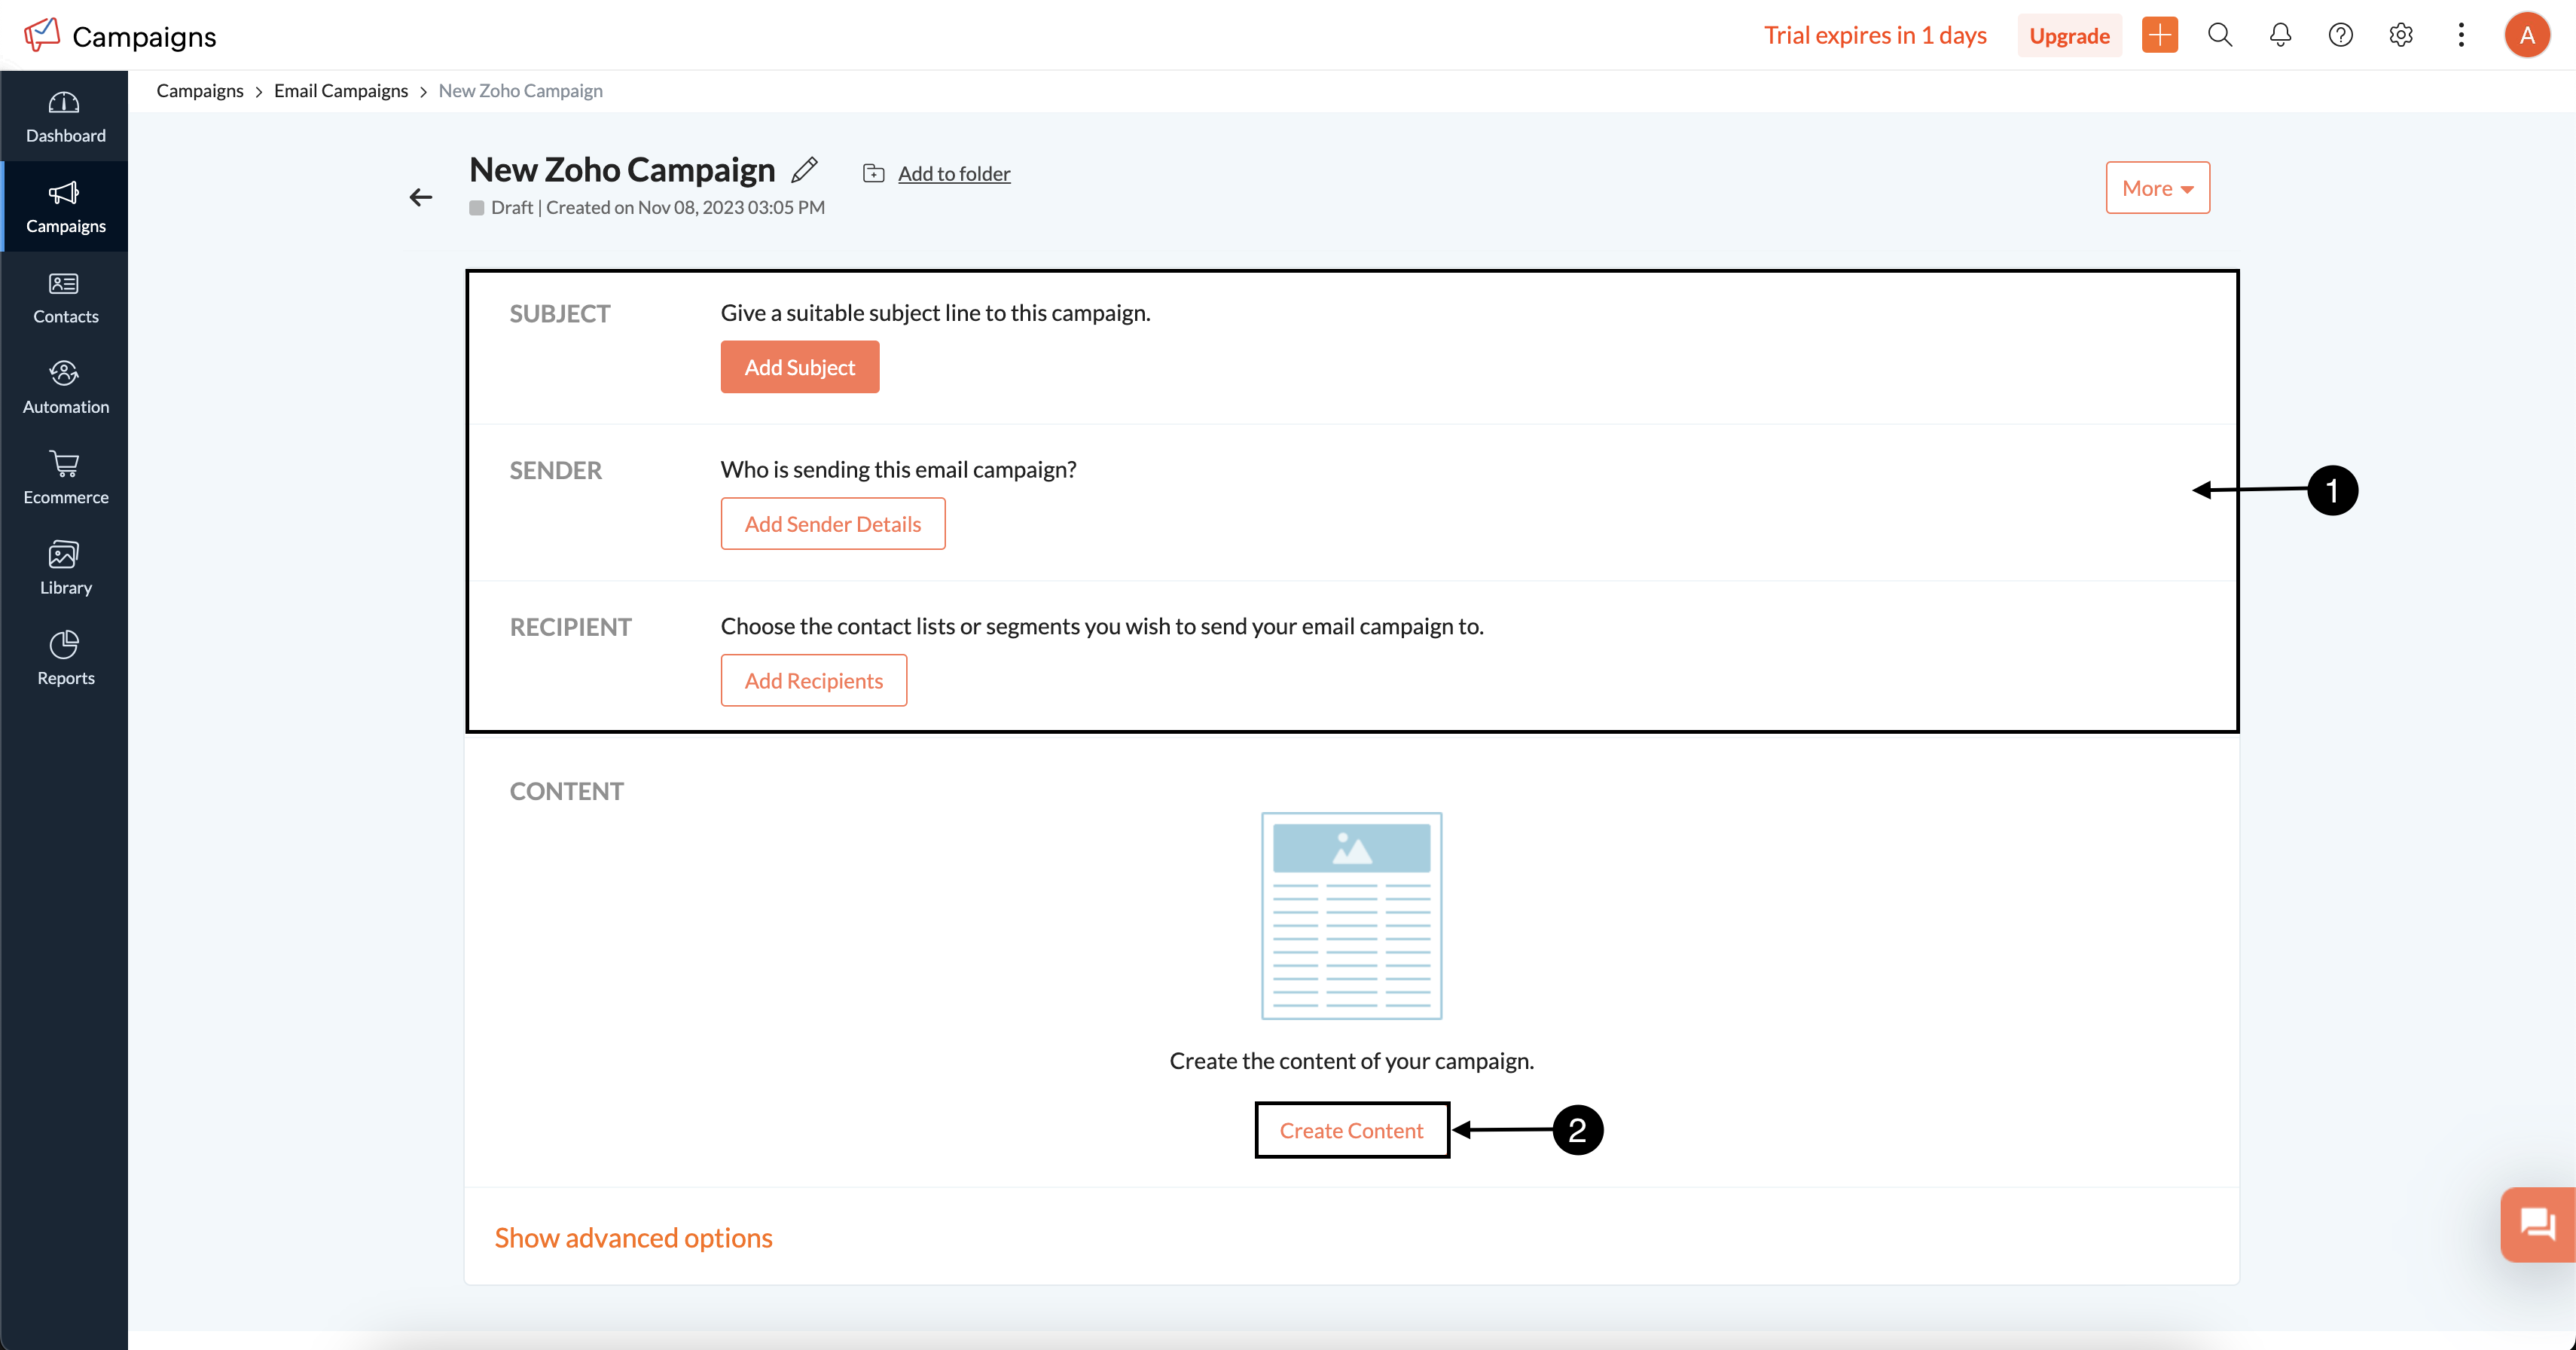 Campaigns
Trial expires in 1 days
Upgrade
A
Campaigns > Email Campaigns > New Zoho Campaign
Dashboard
Campaigns
Contacts
Automation
Ecommerce
Library
Reports
New Zoho Campaign
Add to folder
Draft | Created on Nov 08, 2023 03:05 PM
More
SUBJECT
Give a suitable subject line to this campaign.
Add Subject
SENDER
Who is sending this email campaign?
Add Sender Details
1
RECIPIENT
Choose the contact lists or segments you wish to send your email campaign to.
Add Recipients
CONTENT
Create the content of your campaign.
Create Content
2
Show advanced options